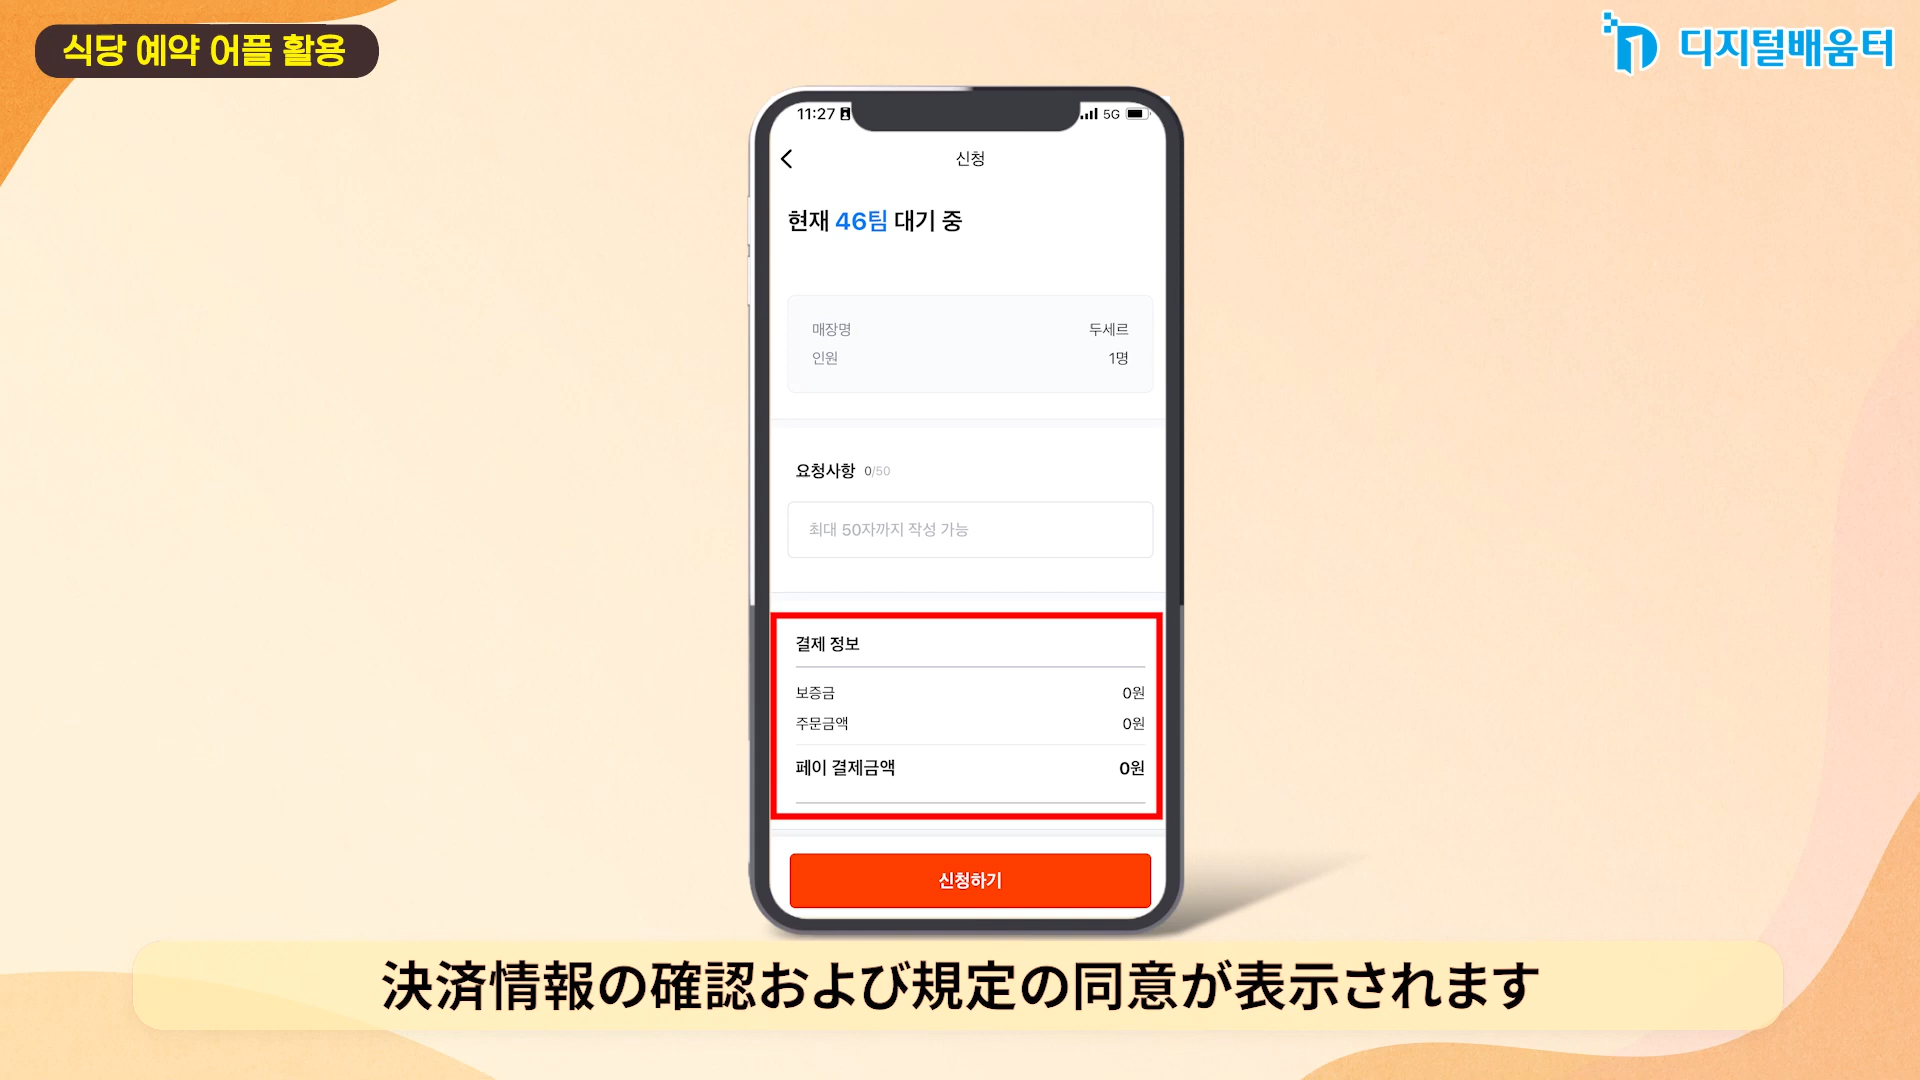 식당 예약 어플 활용
디지털배움터
11:27
5G
신청
현재 46팀 대기 중
매장명 두세르
인원 1명
요청사항 0/50
최대 50자까지 작성 가능
결제 정보
보증금 0원
주문금액 0원
페이 결제금액 0원
신청하기
決済情報の確認および規定の同意が表示されます